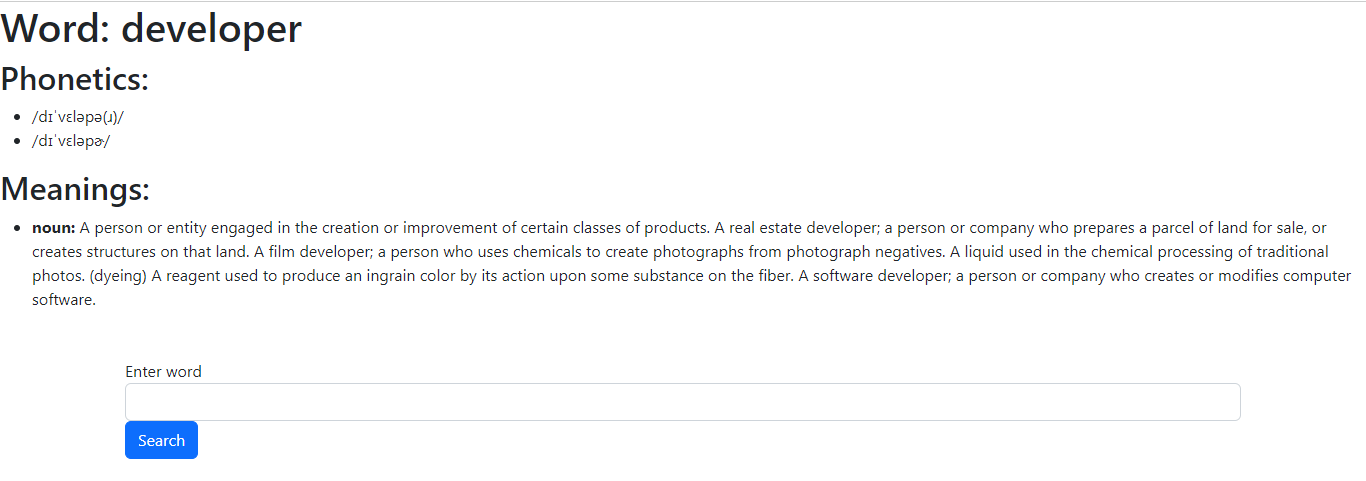 Word: developer
Phonetics:
/dɪˈvɛləpə(ɹ)/
/dɪˈvɛləpɚ/
Meanings:
noun: A person or entity engaged in the creation or improvement of certain classes of products. A real estate developer; a person or company who prepares a parcel of land for sale, or
creates structures on that land. A film developer; a person who uses chemicals to create photographs from photograph negatives. A liquid used in the chemical processing of traditional
photos. (dyeing) A reagent used to produce an ingrain color by its action upon some substance on the fiber. A software developer; a person or company who creates or modifies computer
software.
Enter word
Search